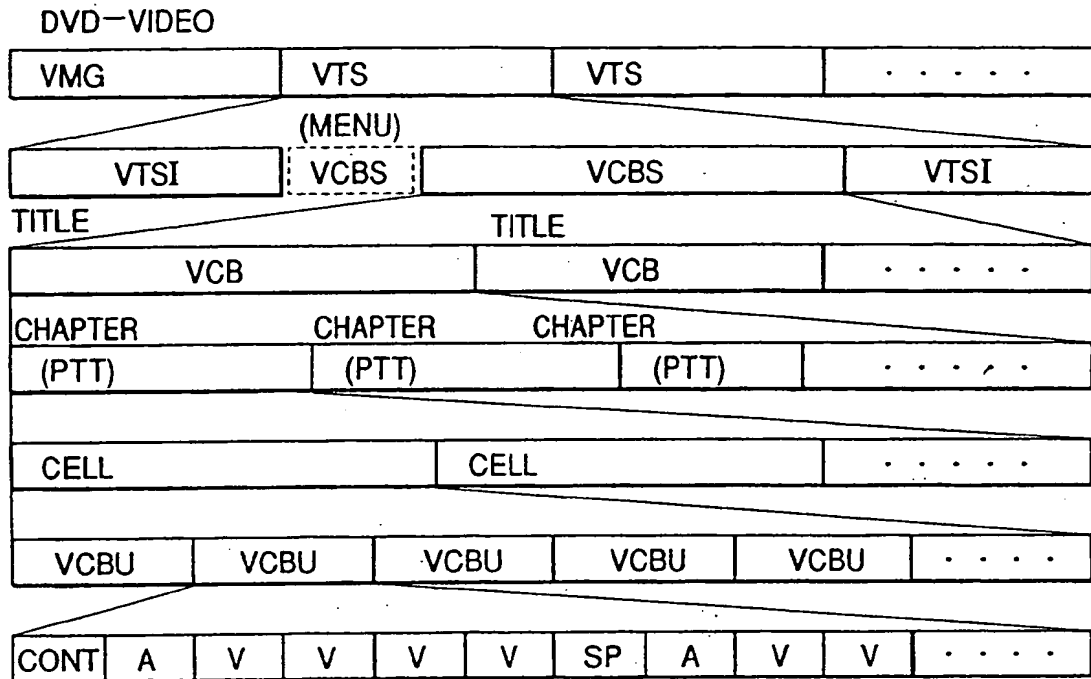 DVD-VIDEO
VMG VTS VTS · · · · ·
(MENU)
VTSI VCBS VCBS VTSI
TITLE TITLE
VCB VCB · · · · ·
CHAPTER CHAPTER CHAPTER
(PTT) (PTT) (PTT) · · · · ·
CELL CELL · · · · ·
VCBU VCBU VCBU VCBU VCBU · · · ·
CONT A V V V V SP A V V · · · ·